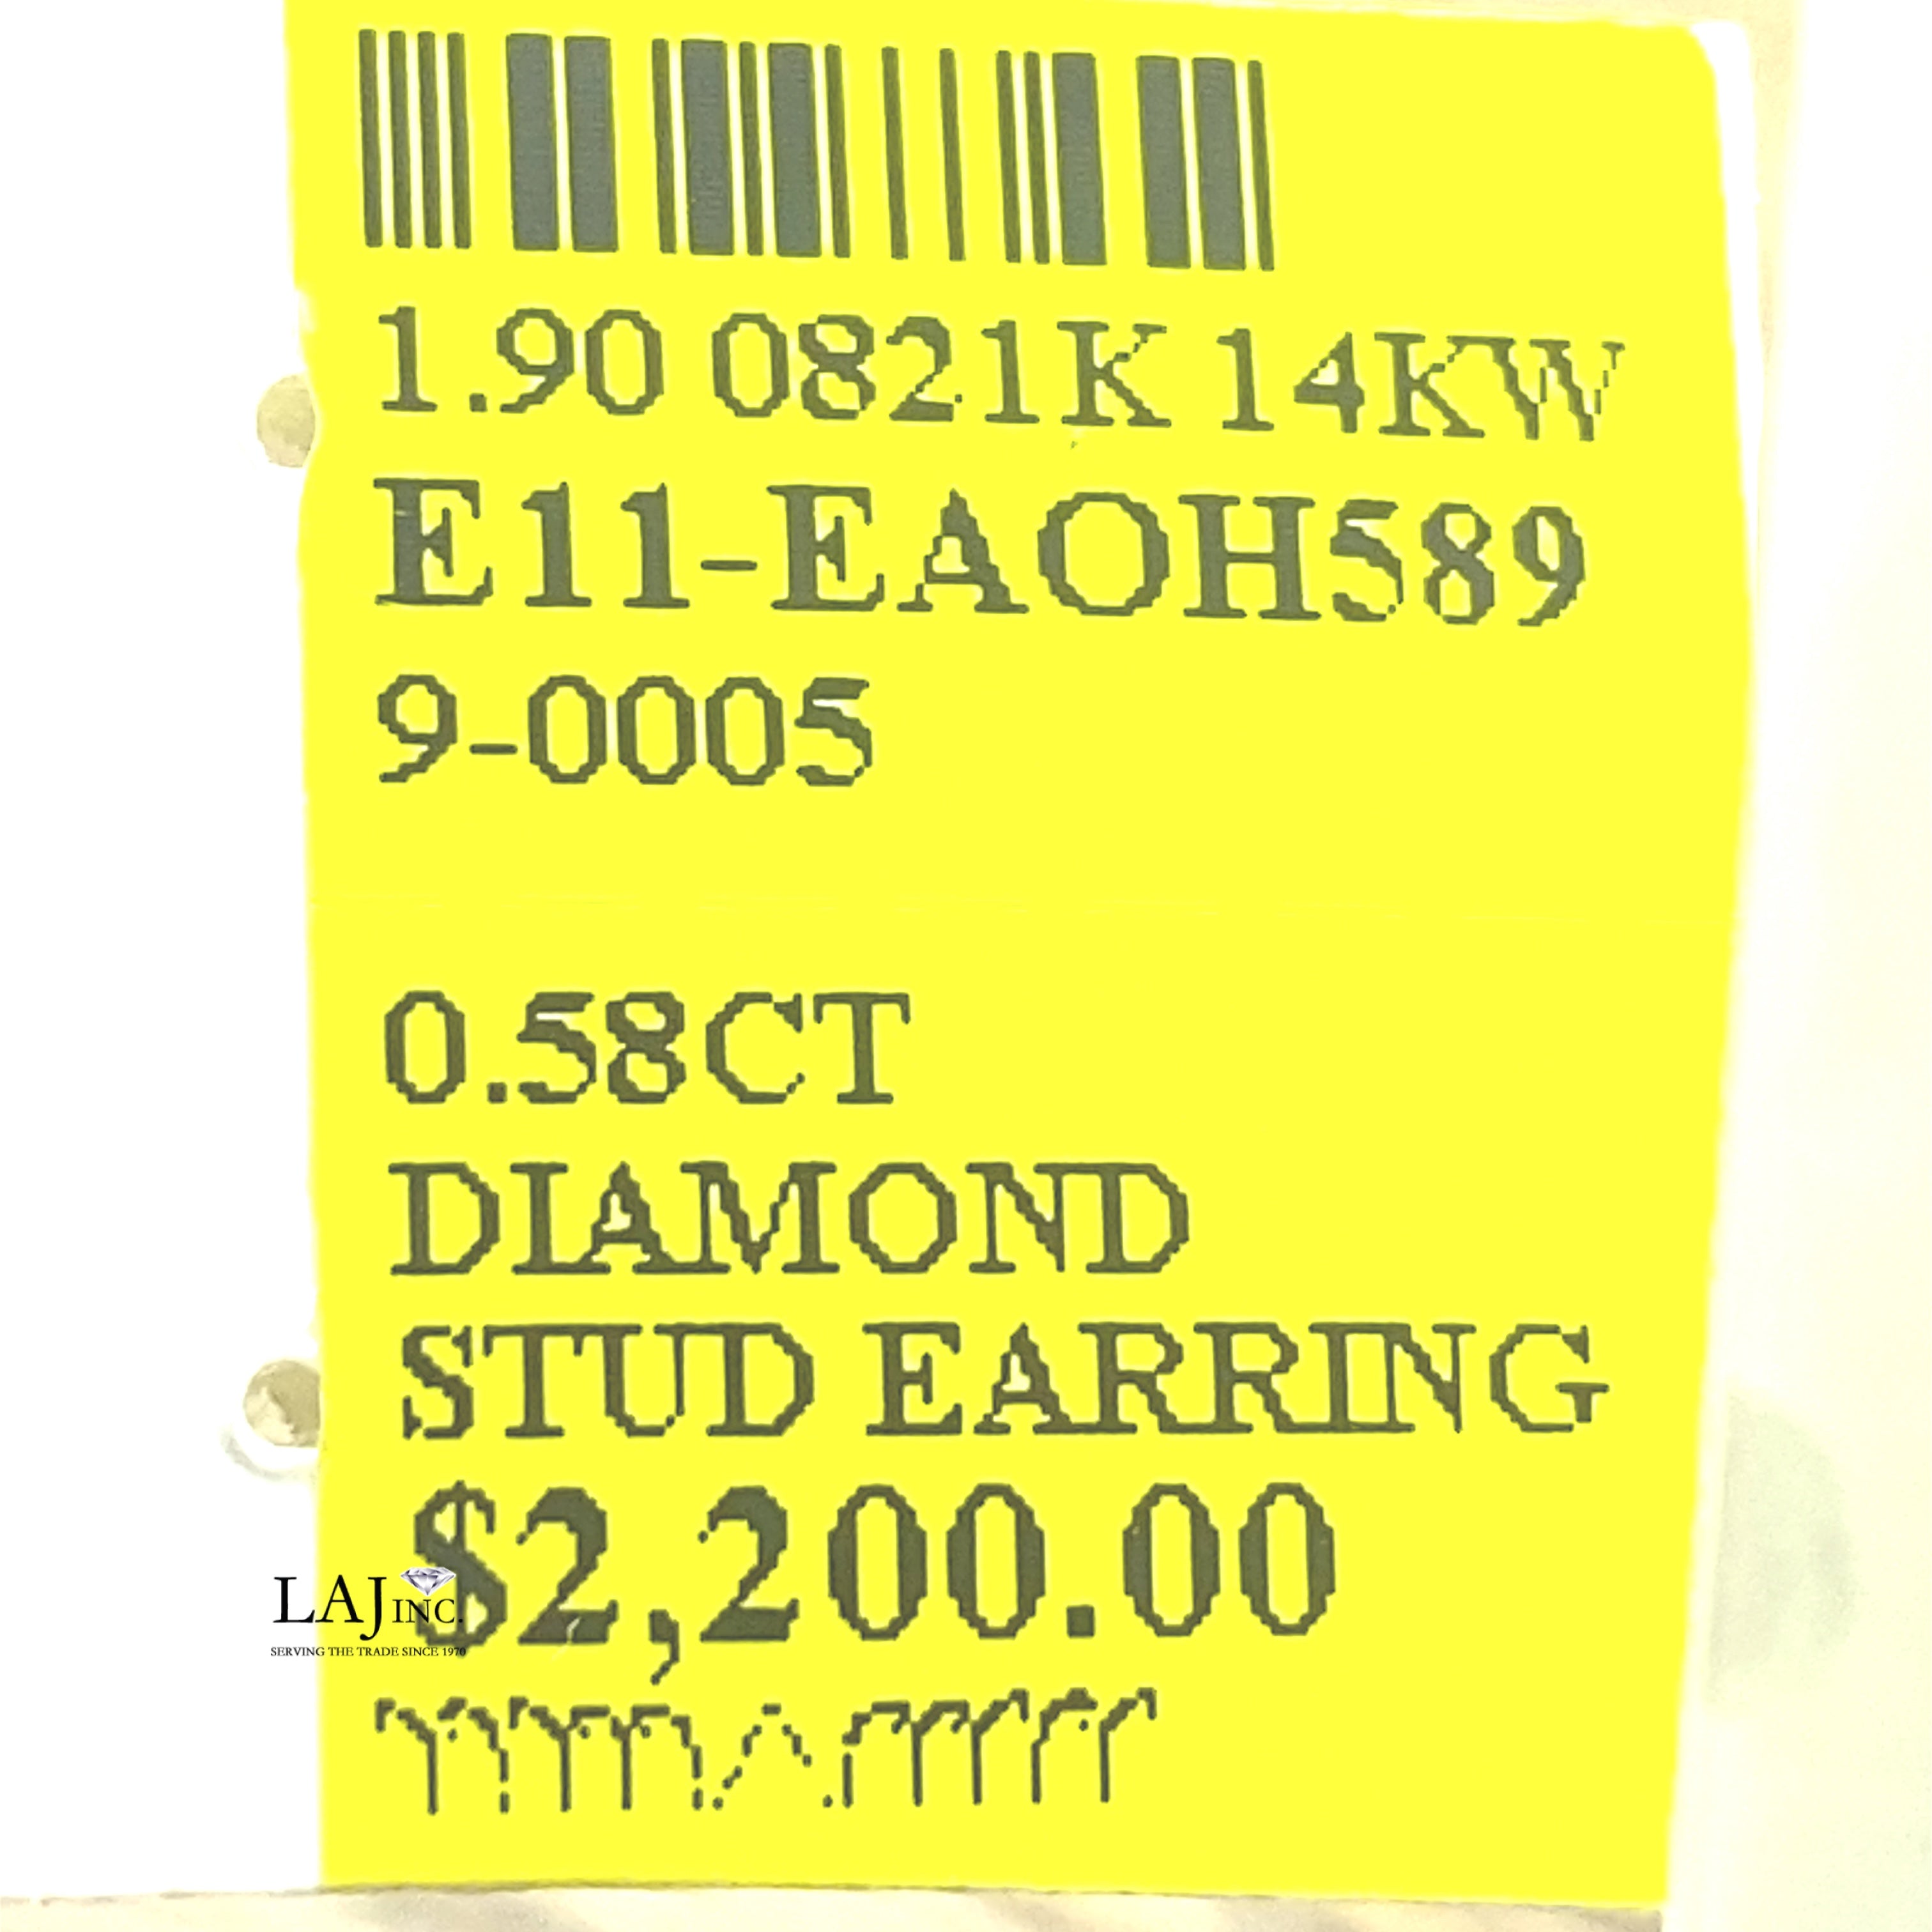 1.90 0821K 14KW
E11-EAOH589
9-0005
0.58CT
DIAMOND
STUD EARRING
$2,200.00
LAJ INC.
SERVING THE TRADE SINCE 1970